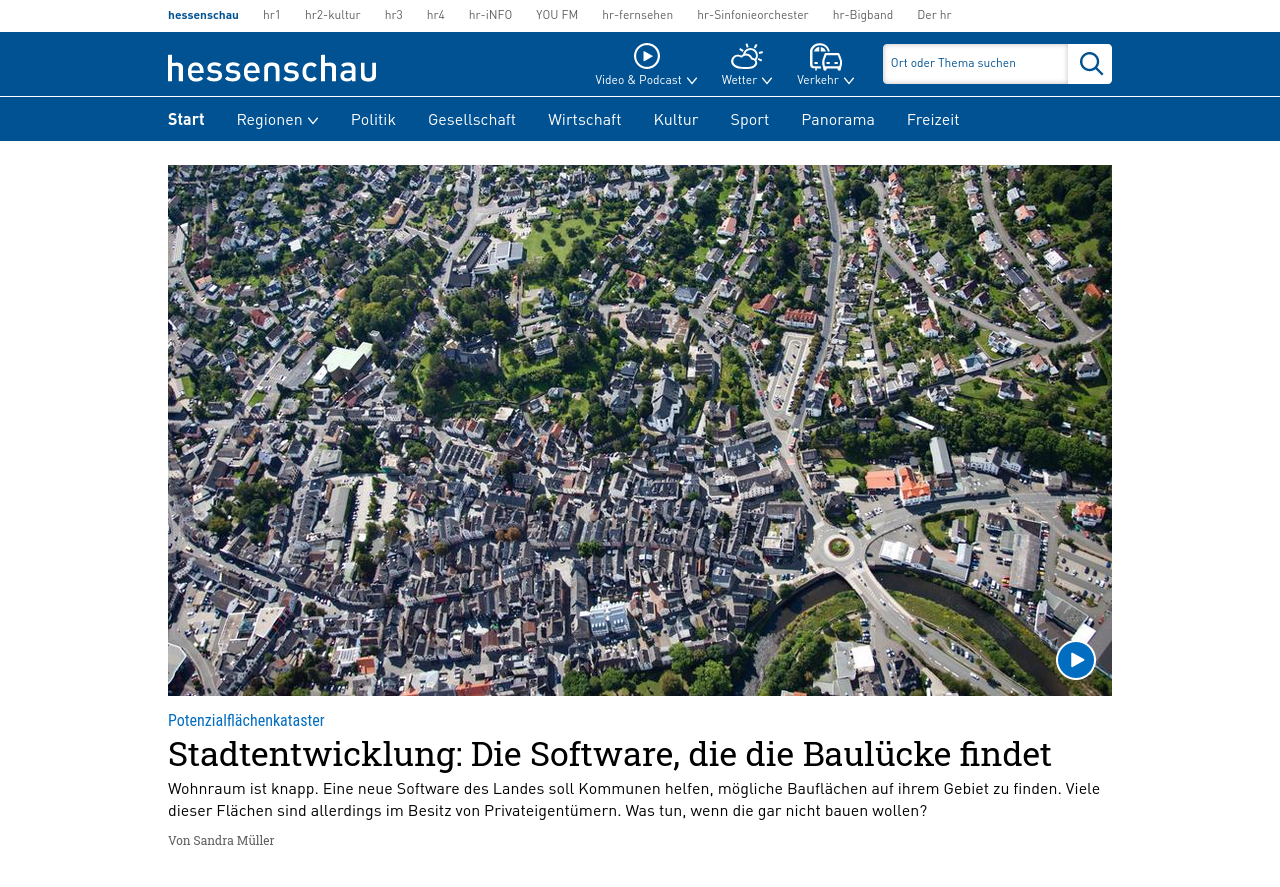 hessenschau hr1 hr2-kultur hr3 hr4 hr-iNFO YOU FM hr-fernsehen hr-Sinfonieorchester hr-Bigband Der hr
hessenschau
Video & Podcast Wetter Verkehr
Ort oder Thema suchen
Start Regionen Politik Gesellschaft Wirtschaft Kultur Sport Panorama Freizeit
Potenzialflächenkataster
Stadtentwicklung: Die Software, die die Baulücke findet
Wohnraum ist knapp. Eine neue Software des Landes soll Kommunen helfen, mögliche Bauflächen auf ihrem Gebiet zu finden. Viele
dieser Flächen sind allerdings im Besitz von Privateigentümern. Was tun, wenn die gar nicht bauen wollen?
Von Sandra Müller